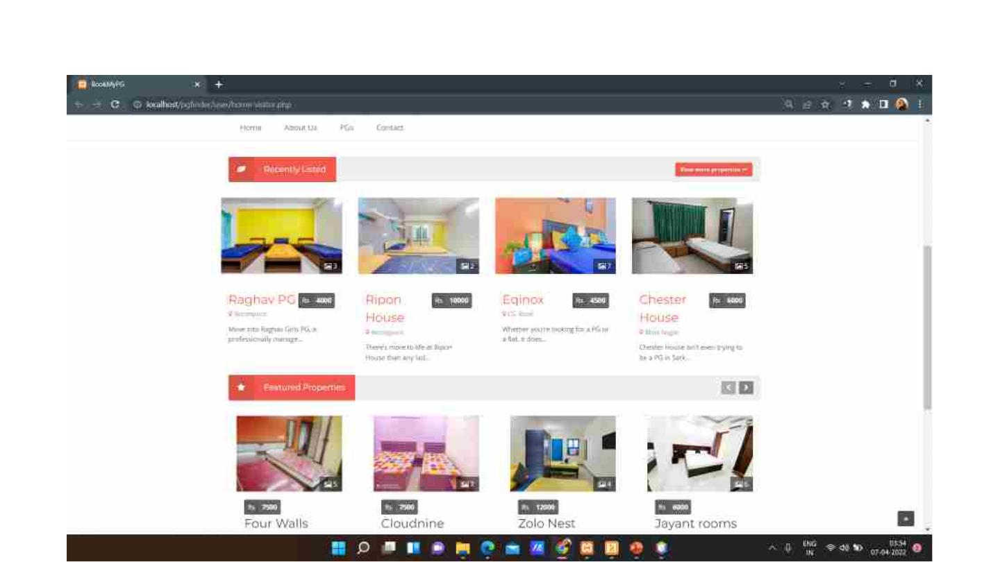 BookMyPG
localhost/pgfinder/user/home-visitor.php
Home About Us PGs Contact
Recently Listed
View more properties
3
2
7
5
Raghav PG Rs. 4000
Move into Raghav Girls PG, a
professionally manage...
Ripon Rs. 10000
House
There's more to life at Ripon
House than any last...
Eqinox Rs. 4500
CG Road
Whether you're looking for a PG or
a flat, it does...
Chester Rs. 6000
House
Chester House isn't even trying to
be a PG in Sark...
Featured Properties
5
7
4
6
Rs. 7500
Four Walls
Rs. 7500
Cloudnine
Rs. 12000
Zolo Nest
Rs. 6000
Jayant rooms
ENG
IN
03:54
07-04-2022